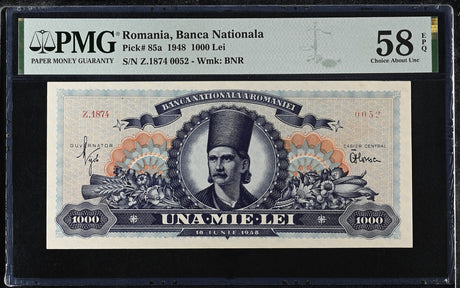 PMG
PAPER MONEY GUARANTY
Romania, Banca Nationala
Pick# 85a 1948 1000 Lei
S/N Z.1874 0052 - Wmk: BNR
58 EPQ
Choice About Unc
BANCA NATIONALA A ROMANIEI
Z.1874
0052
GUVERNATOR
CASIER CENTRAL
1000
UNA·MIE·LEI
1000
18 IUNIE 1948